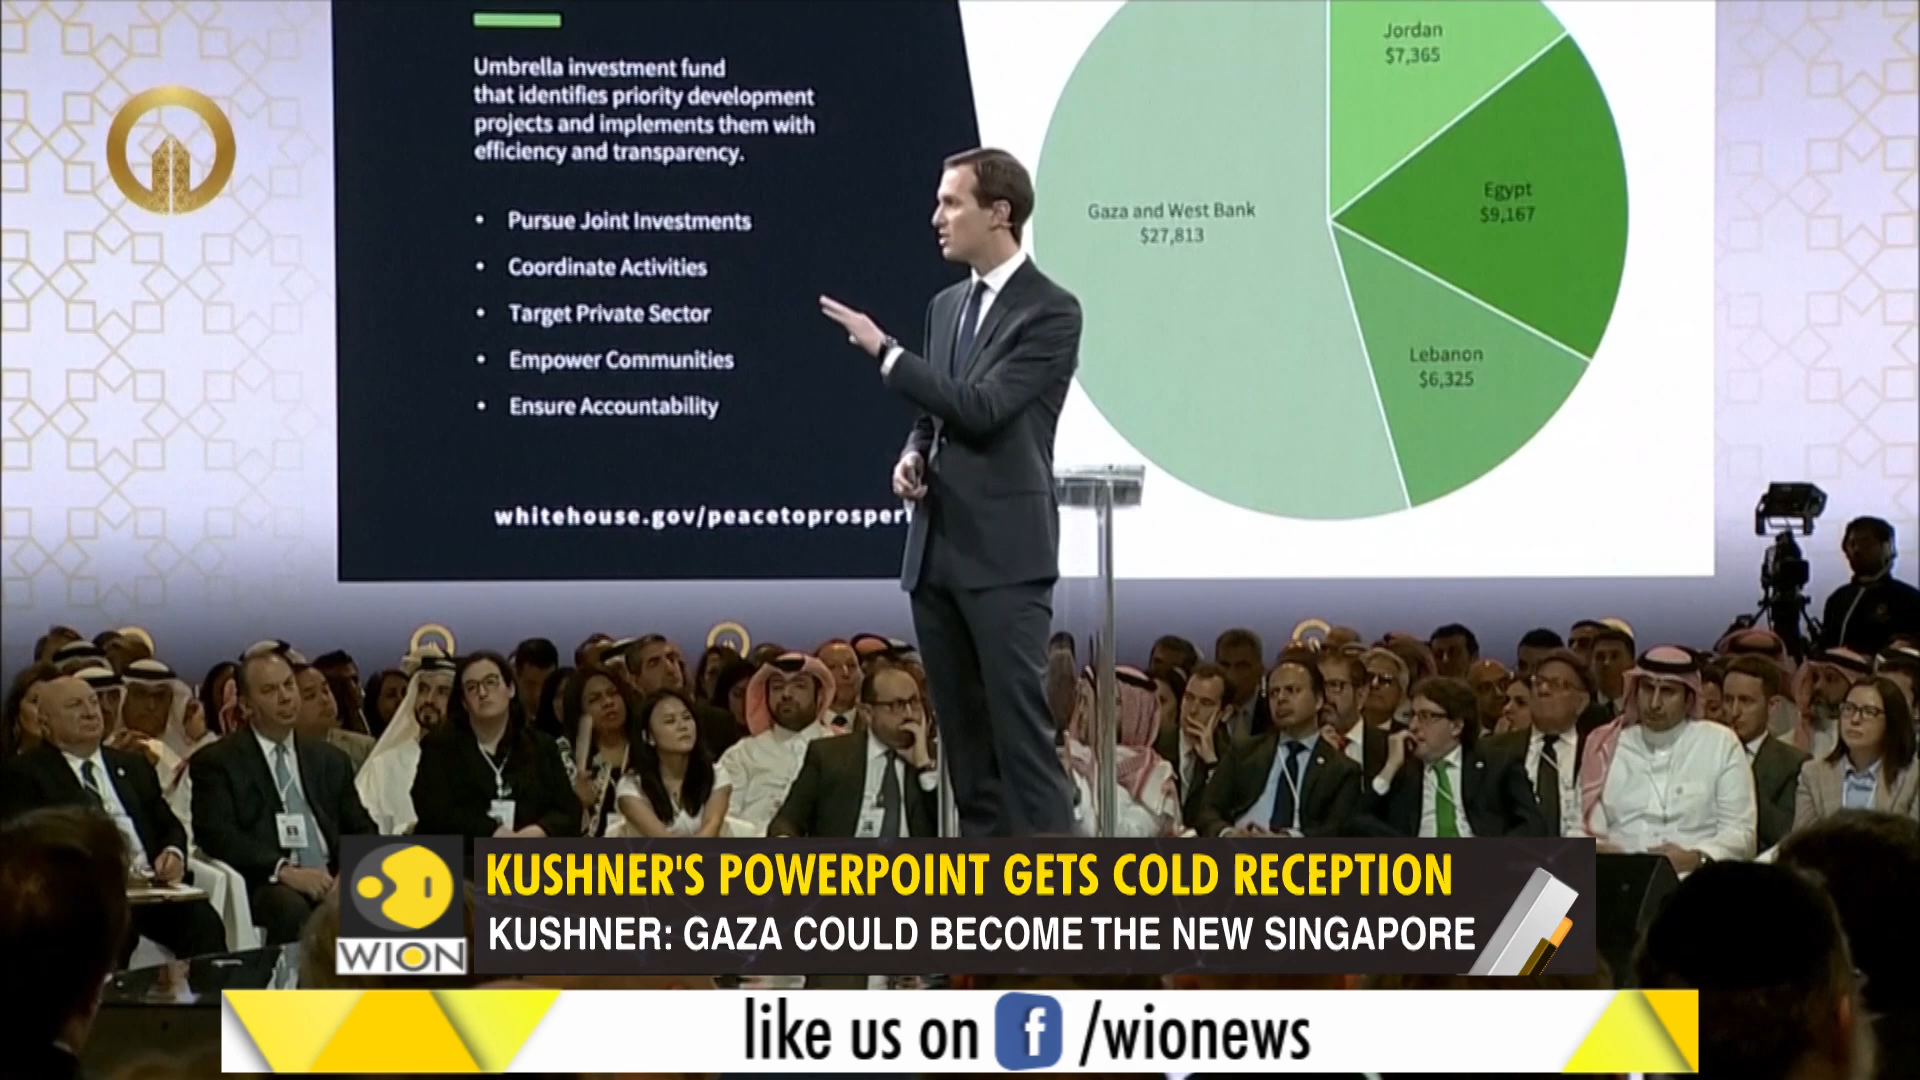 Umbrella investment fund
that identifies priority development
projects and implements them with
efficiency and transparency.
• Pursue Joint Investments
• Coordinate Activities
• Target Private Sector
• Empower Communities
• Ensure Accountability
whitehouse.gov/peacetoprosper
Jordan
$7,365
Egypt
$9,167
Gaza and West Bank
$27,813
Lebanon
$6,325
WION
KUSHNER'S POWERPOINT GETS COLD RECEPTION
KUSHNER: GAZA COULD BECOME THE NEW SINGAPORE
like us on f /wionews